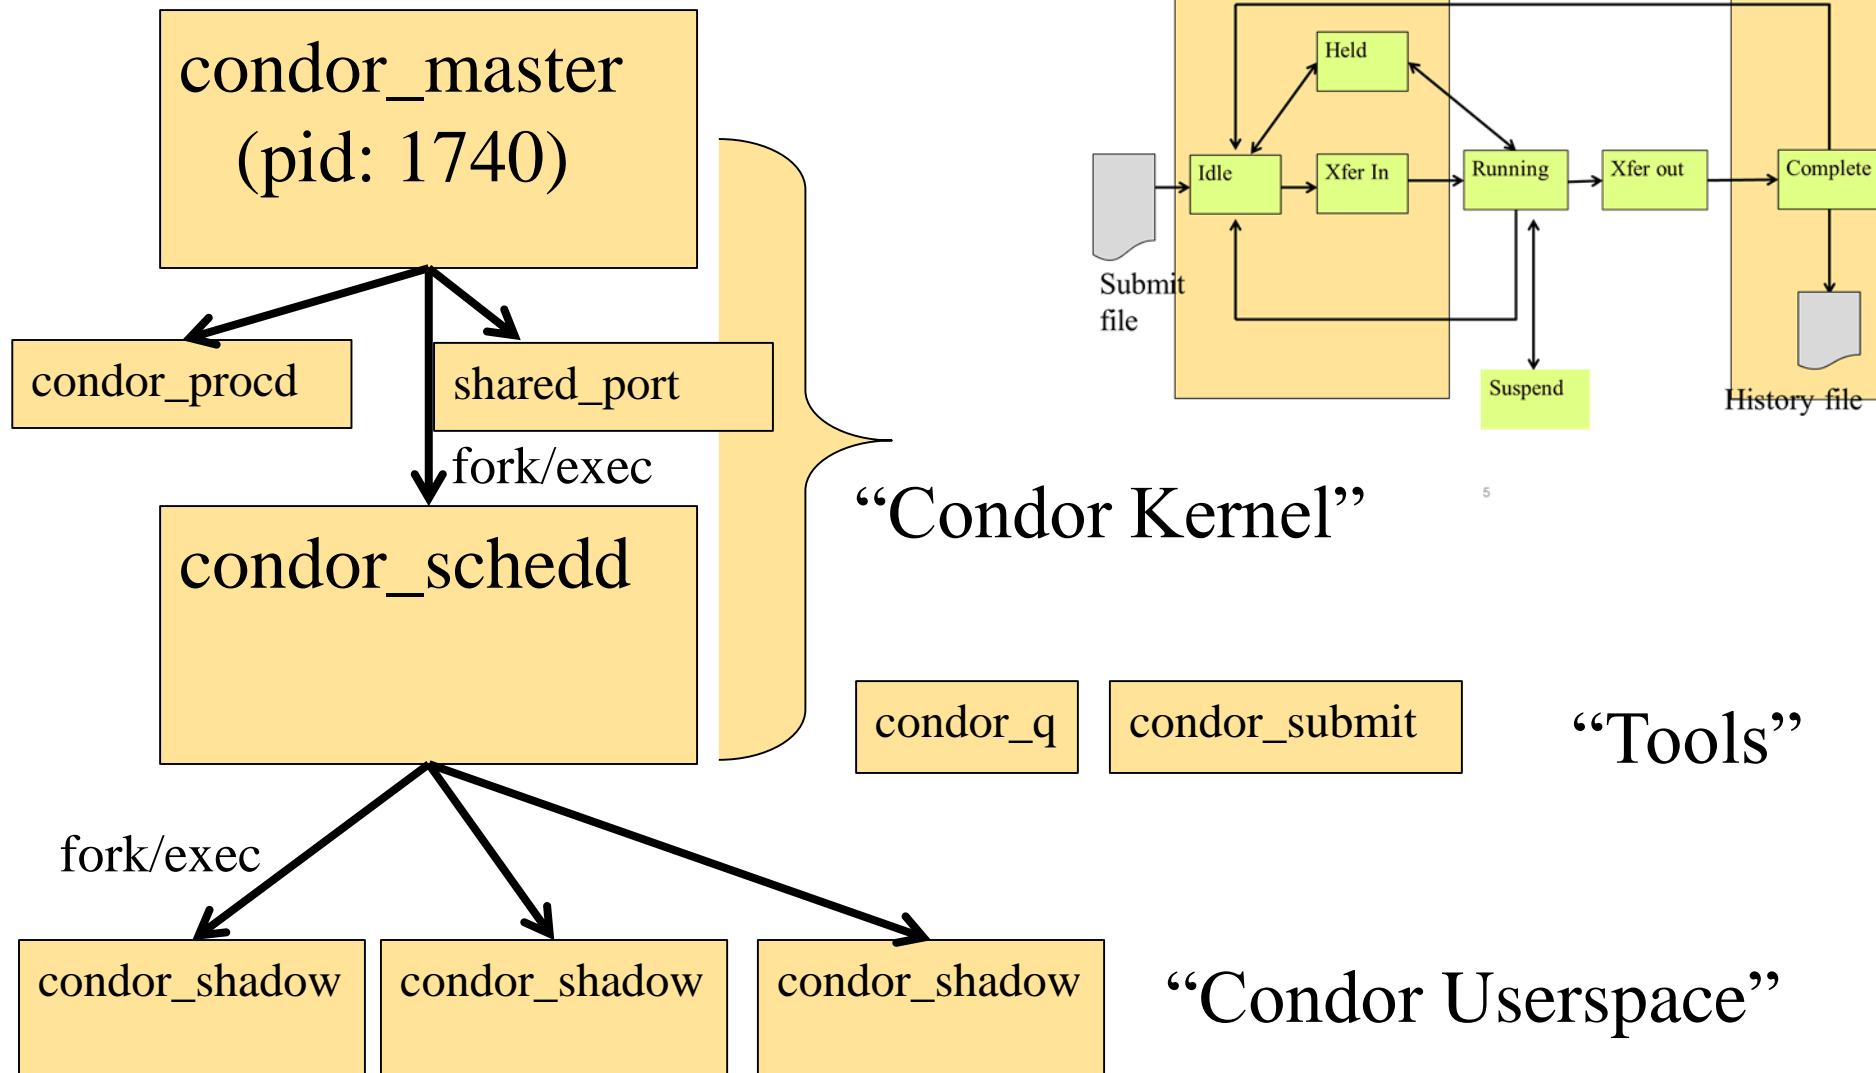 condor_master
(pid: 1740)
condor_procd
shared_port
fork/exec
condor_schedd
fork/exec
condor_shadow
condor_shadow
condor_shadow
“Condor Kernel”
condor_q
condor_submit
“Tools”
“Condor Userspace”
Held
Idle
Xfer In
Running
Xfer out
Complete
Submit
file
Suspend
History file
5